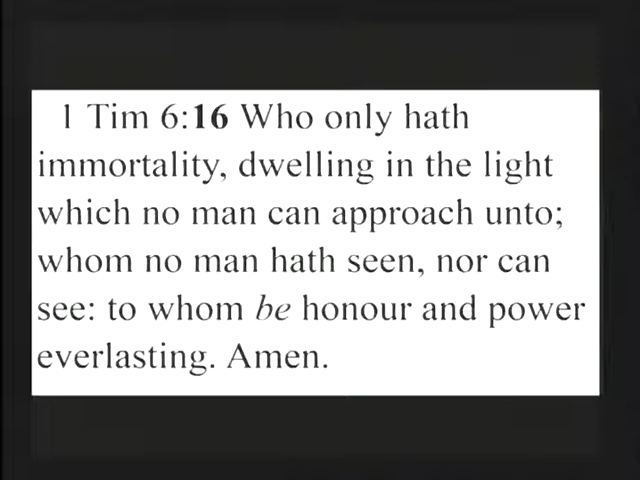 1 Tim 6:16 Who only hath
immortality, dwelling in the light
which no man can approach unto;
whom no man hath seen, nor can
see: to whom be honour and power
everlasting. Amen.